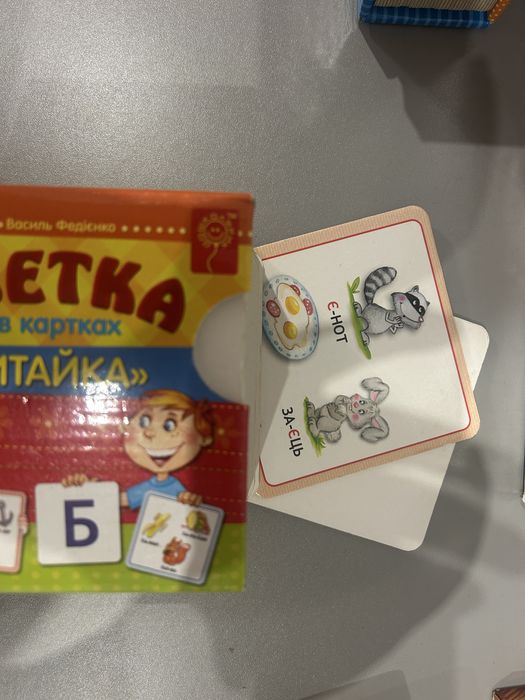 Василь Федієнко
ЕТКА
в картках
ИТАЙКА»
Б
Є-НОТ
ЗА-ЄЦЬ